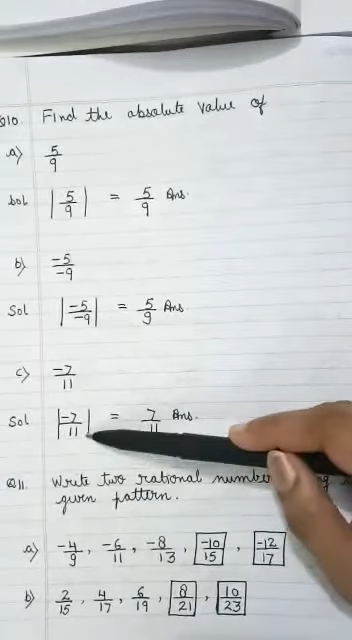 Q10. Find the absolute value of
a) 5/9
Sol |5/9| = 5/9 Ans.
b) -5/-9
Sol |-5/-9| = 5/9 Ans.
c) -7/11
Sol |-7/11| = 7/11 Ans.
Q11. Write two rational
given pattern.
a) -4/9, -6/11, -8/13, -10/15, -12/17
b) 2/15, 4/17, 6/19, 8/21, 10/23